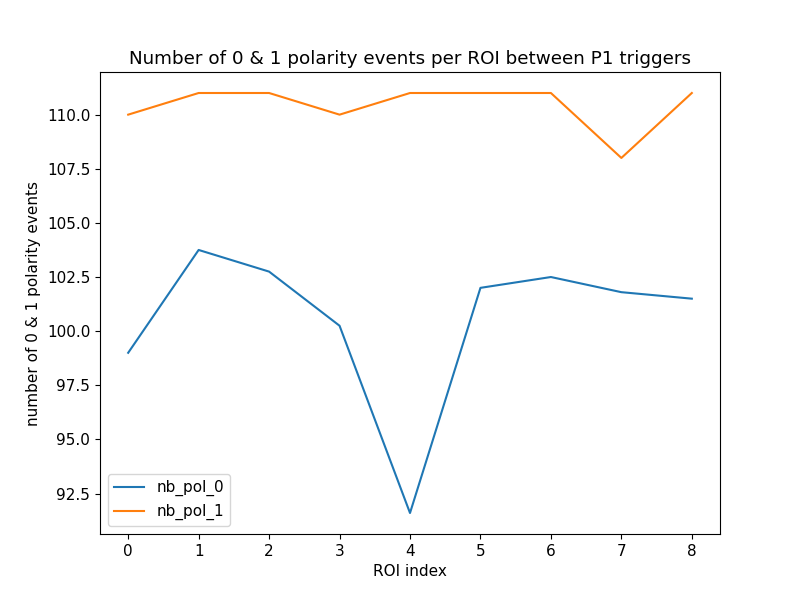 Number of 0 & 1 polarity events per ROI between P1 triggers
number of 0 & 1 polarity events
110.0
107.5
105.0
102.5
100.0
97.5
95.0
92.5
nb_pol_0
nb_pol_1
0 1 2 3 4 5 6 7 8
ROI index